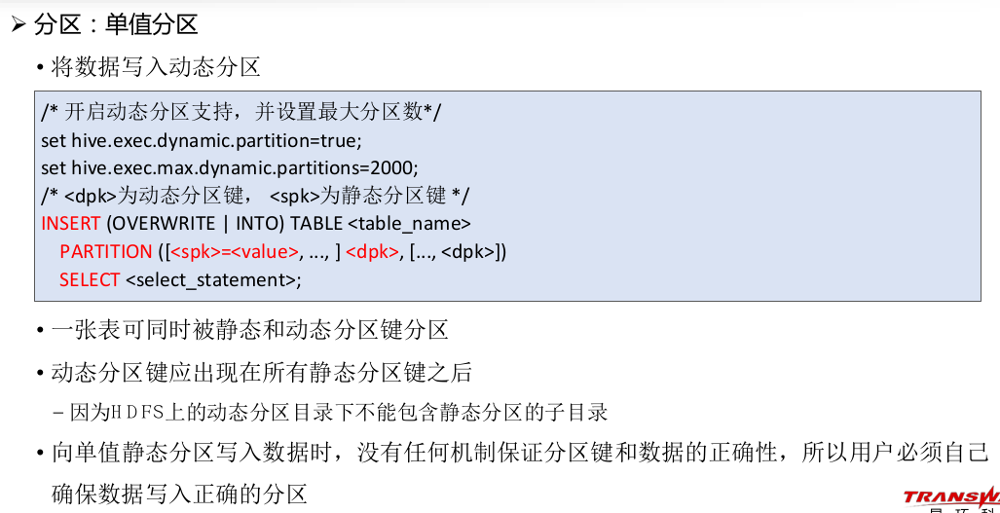 ➢ 分区：单值分区
• 将数据写入动态分区
/* 开启动态分区支持，并设置最大分区数*/
set hive.exec.dynamic.partition=true;
set hive.exec.max.dynamic.partitions=2000;
/* <dpk>为动态分区键， <spk>为静态分区键 */
INSERT (OVERWRITE | INTO) TABLE <table_name>
PARTITION ([<spk>=<value>, ..., ] <dpk>, [..., <dpk>])
SELECT <select_statement>;
• 一张表可同时被静态和动态分区键分区
• 动态分区键应出现在所有静态分区键之后
– 因为HDFS上的动态分区目录下不能包含静态分区的子目录
• 向单值静态分区写入数据时，没有任何机制保证分区键和数据的正确性，所以用户必须自己
确保数据写入正确的分区
TRANSW